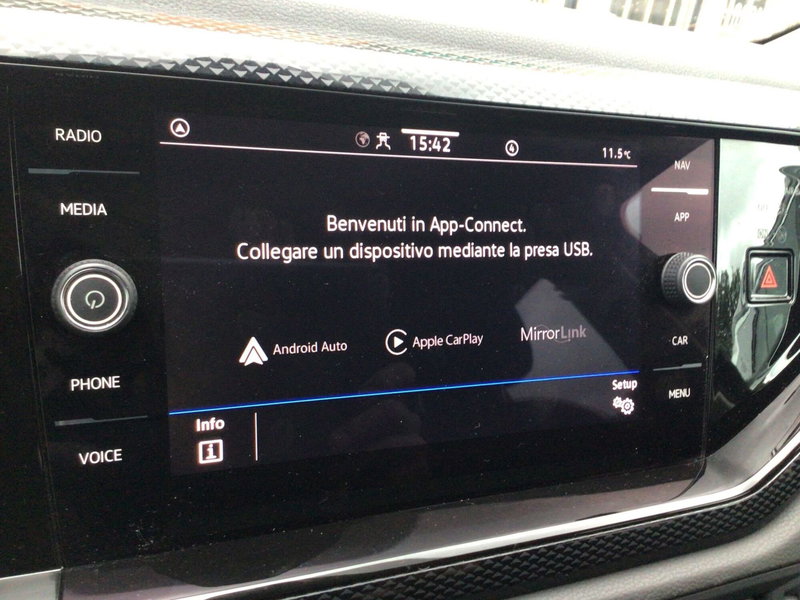 RADIO
MEDIA
PHONE
VOICE
15:42
4
11,5°C
Benvenuti in App-Connect.
Collegare un dispositivo mediante la presa USB.
Android Auto
Apple CarPlay
MirrorLink
Info
i
Setup
NAV
APP
CAR
MENU